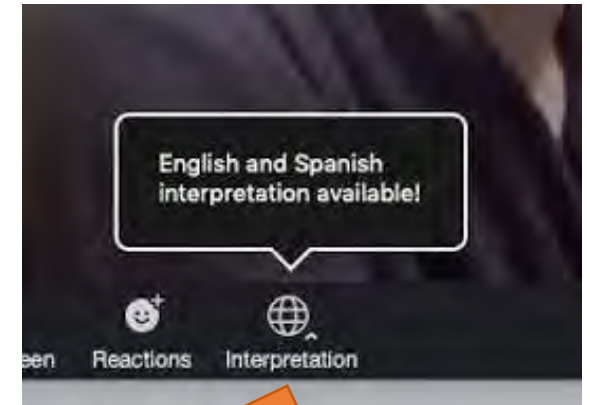 English and Spanish
interpretation available!
een Reactions Interpretation